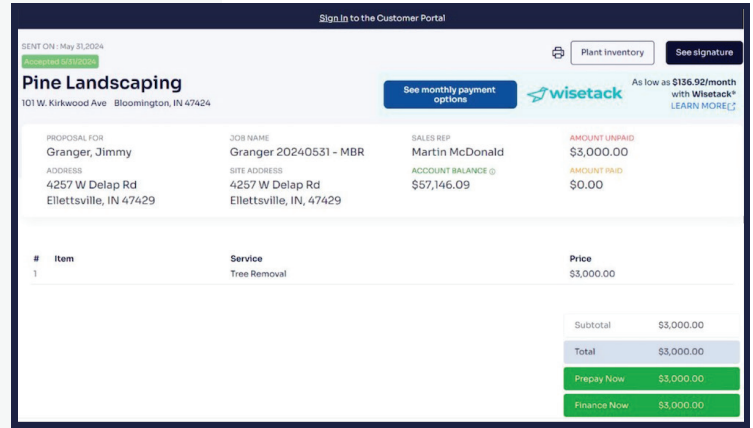 Sign In to the Customer Portal
SENT ON : May 31,2024
Accepted 5/31/2024
Plant inventory
See signature
Pine Landscaping
101 W. Kirkwood Ave Bloomington, IN 47424
See monthly payment
options
wisetack
As low as $136.92/month
with Wisetack*
LEARN MORE
PROPOSAL FOR
Granger, Jimmy
JOB NAME
Granger 20240531 - MBR
SALES REP
Martin McDonald
AMOUNT UNPAID
$3,000.00
ADDRESS
4257 W Delap Rd
Ellettsville, IN 47429
SITE ADDRESS
4257 W Delap Rd
Ellettsville, IN, 47429
ACCOUNT BALANCE
$57,146.09
AMOUNT PAID
$0.00
# Item Service Price
1 Tree Removal $3,000.00
Subtotal $3,000.00
Total $3,000.00
Prepay Now $3,000.00
Finance Now $3,000.00